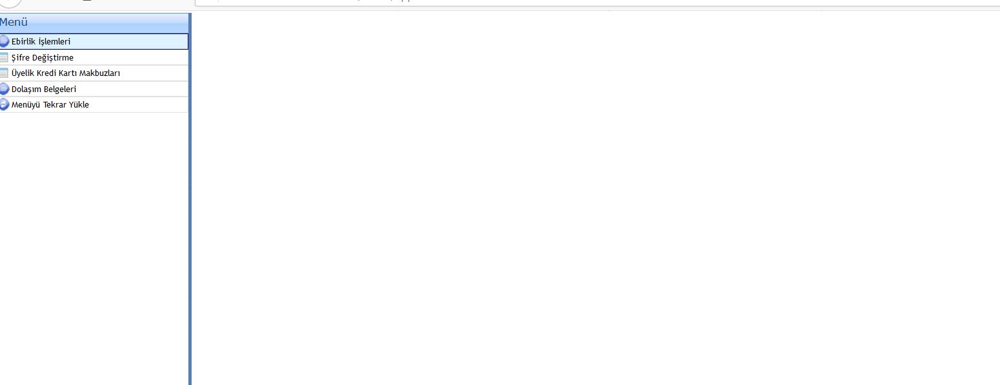 Menü
Ebirlik İşlemleri
Şifre Değiştirme
Üyelik Kredi Kartı Makbuzları
Dolaşım Belgeleri
Menüyü Tekrar Yükle